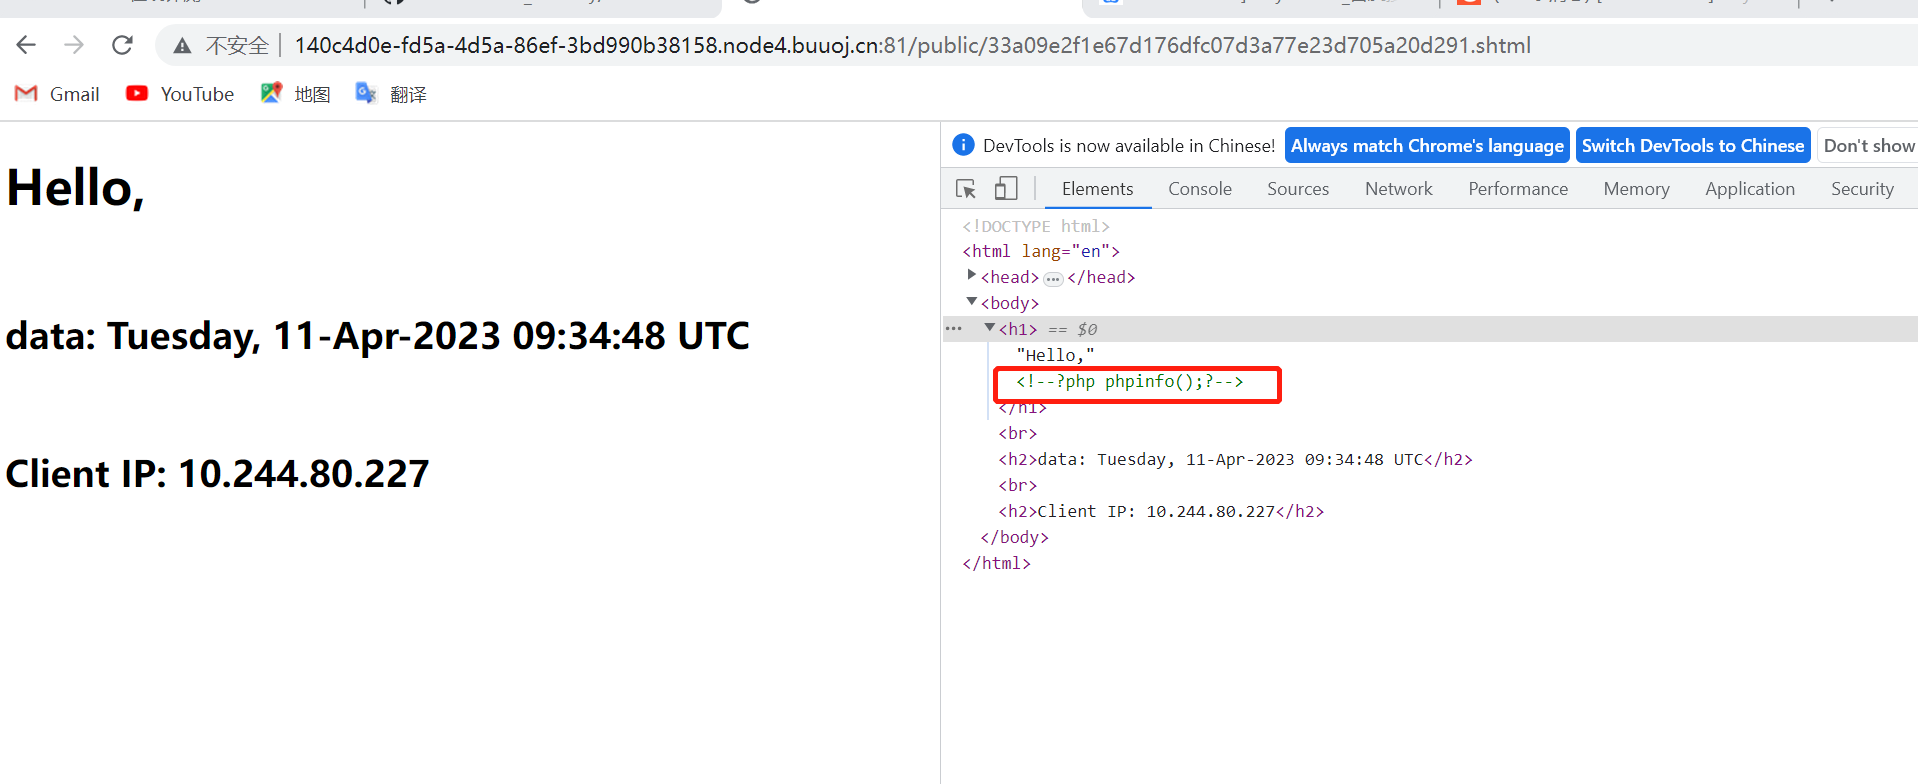 不安全 140c4d0e-fd5a-4d5a-86ef-3bd990b38158.node4.buuoj.cn:81/public/33a09e2f1e67d176dfc07d3a77e23d705a20d291.shtml
Gmail YouTube 地图 翻译
DevTools is now available in Chinese! Always match Chrome's language Switch DevTools to Chinese Don't show
Elements Console Sources Network Performance Memory Application Security
Hello,
data: Tuesday, 11-Apr-2023 09:34:48 UTC
Client IP: 10.244.80.227
<!DOCTYPE html>
<html lang="en">
<head>…</head>
<body>
<h1> == $0
"Hello,"
<!--?php phpinfo();?-->
</h1>
<br>
<h2>data: Tuesday, 11-Apr-2023 09:34:48 UTC</h2>
<br>
<h2>Client IP: 10.244.80.227</h2>
</body>
</html>